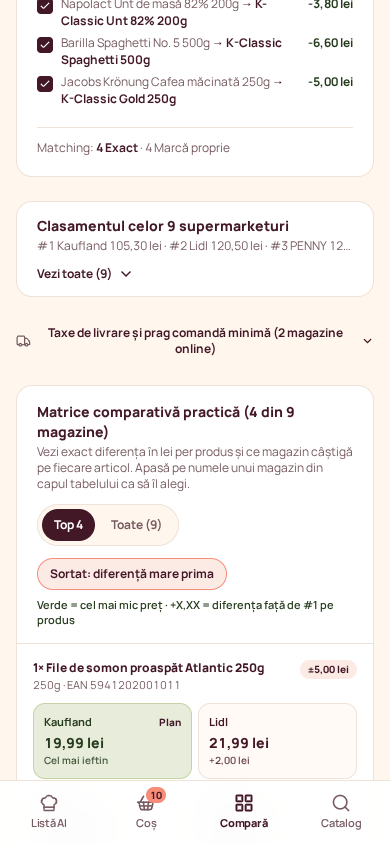 Napolact Unt de masă 82% 200g → K-
Classic Unt 82% 200g
-3,80 lei
Barilla Spaghetti No. 5 500g → K-Classic
Spaghetti 500g
-6,60 lei
Jacobs Krönung Cafea măcinată 250g →
K-Classic Gold 250g
-5,00 lei
Matching: 4 Exact · 4 Marcă proprie
Clasamentul celor 9 supermarketuri
#1 Kaufland 105,30 lei · #2 Lidl 120,50 lei · #3 PENNY 12...
Vezi toate (9)
Taxe de livrare și prag comandă minimă (2 magazine
online)
Matrice comparativă practică (4 din 9
magazine)
Vezi exact diferența în lei per produs și ce magazin câștigă
pe fiecare articol. Apasă pe numele unui magazin din
capul tabelului ca să îl alegi.
Top 4
Toate (9)
Sortat: diferență mare prima
Verde = cel mai mic preț · +X,XX = diferența față de #1 pe
produs
1× File de somon proaspăt Atlantic 250g
±5,00 lei
250g · EAN 5941202001011
Kaufland
Plan
19,99 lei
Cel mai ieftin
Lidl
21,99 lei
+2,00 lei
Listă AI
10
Coș
Compară
Catalog